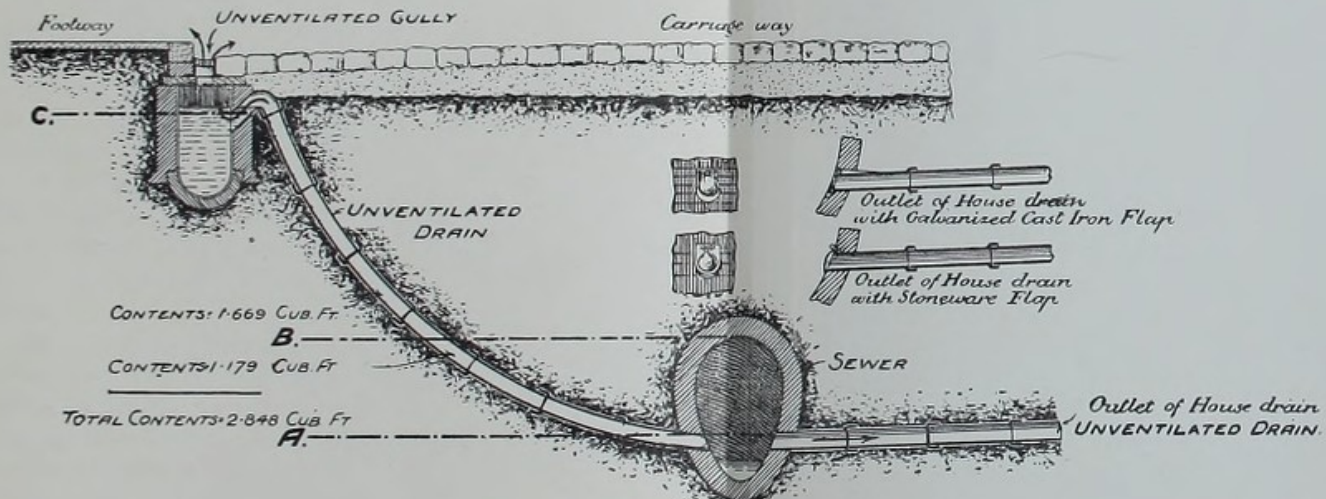 Footway
UNVENTILATED GULLY
Carriage way
C.
UNVENTILATED
DRAIN
Outlet of House drain
with Galvanized Cast Iron Flap
Outlet of House drain
with Stoneware Flap
CONTENTS: 1·669 CUB. FT.
B.
CONTENTS 1·179 CUB. FT
SEWER
TOTAL CONTENTS: 2·848 CUB FT
A.
Outlet of House drain
UNVENTILATED DRAIN.